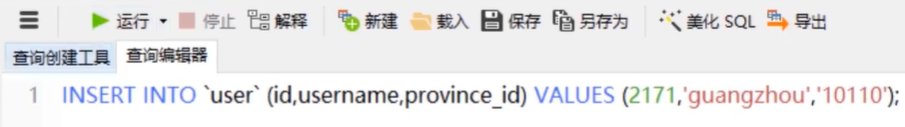 运行 停止 解释 新建 载入 保存 另存为 美化 SQL 导出
查询创建工具 查询编辑器
1 INSERT INTO `user` (id,username,province_id) VALUES (2171,'guangzhou','10110');